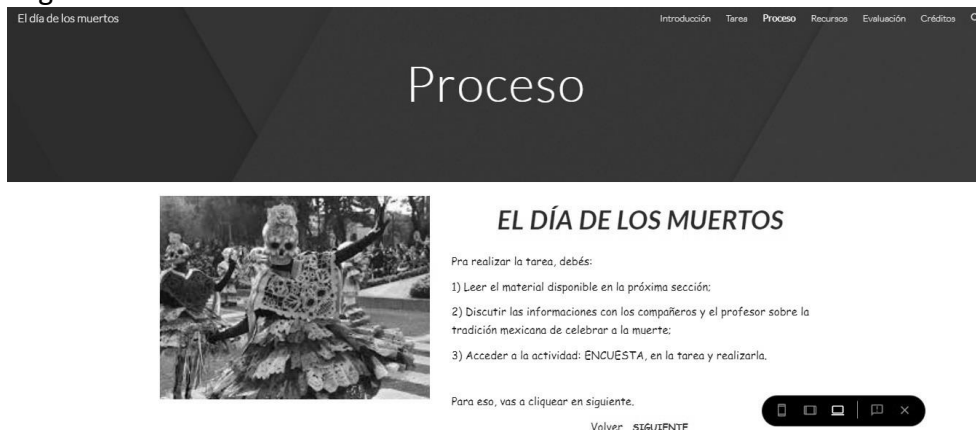 El día de los muertos
Introducción Tarea Proceso Recursos Evaluación Créditos
Proceso
EL DÍA DE LOS MUERTOS
Pra realizar la tarea, debés:
1) Leer el material disponible en la próxima sección;
2) Discutir las informaciones con los compañeros y el profesor sobre la
tradición mexicana de celebrar a la muerte;
3) Acceder a la actividad: ENCUESTA, en la tarea y realizarla.
Para eso, vas a cliquear en siguiente.
Volver SIGUIENTE